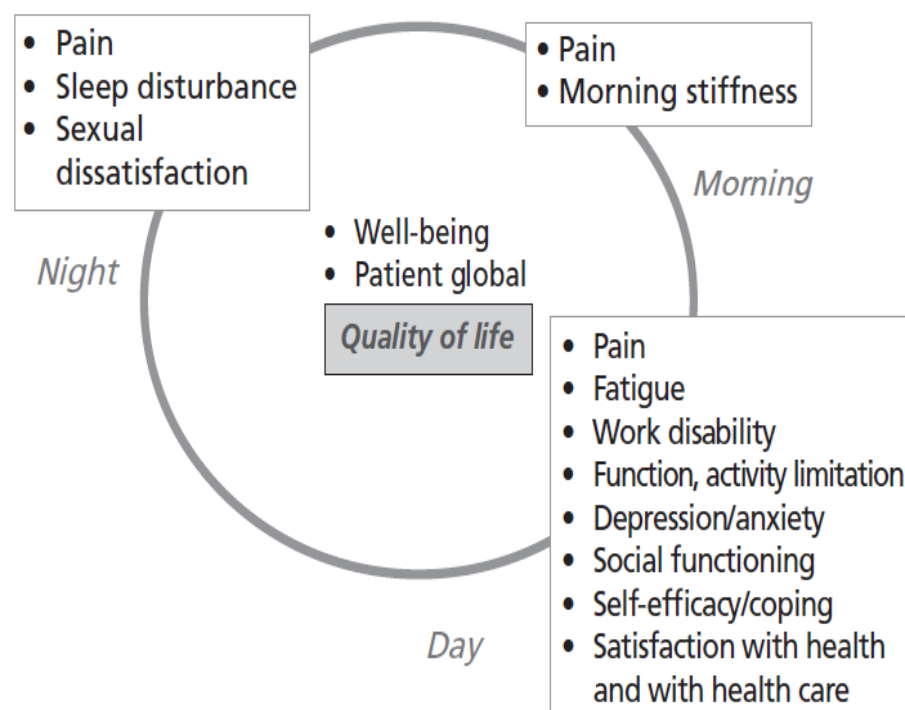 • Pain
• Sleep disturbance
• Sexual
dissatisfaction
• Pain
• Morning stiffness
Morning
Night
• Well-being
• Patient global
Quality of life
• Pain
• Fatigue
• Work disability
• Function, activity limitation
• Depression/anxiety
• Social functioning
• Self-efficacy/coping
• Satisfaction with health
and with health care
Day